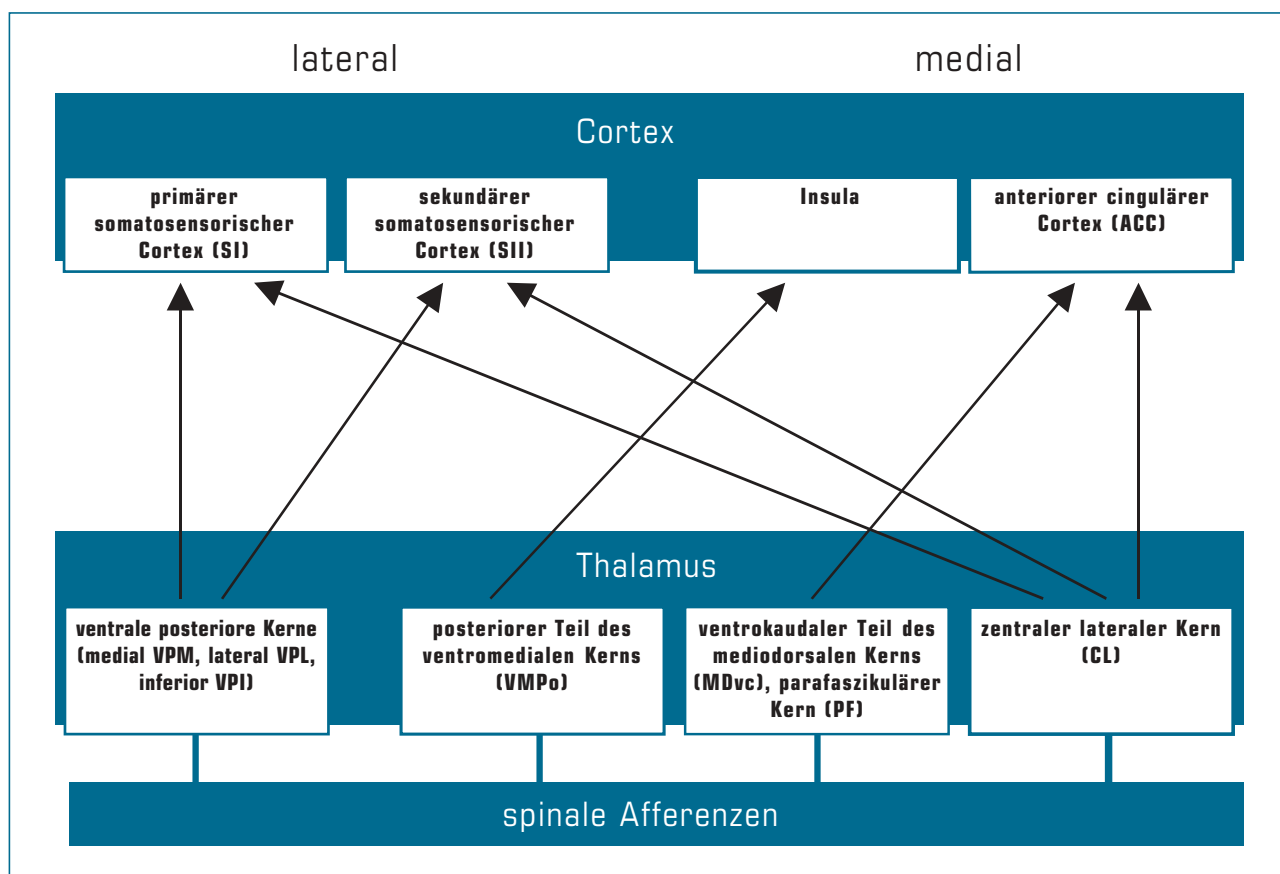 lateral
medial
Cortex
primärer
somatosensorischer
Cortex (SI)
sekundärer
somatosensorischer
Cortex (SII)
Insula
anteriorer cingulärer
Cortex (ACC)
Thalamus
ventrale posteriore Kerne
(medial VPM, lateral VPL,
inferior VPI)
posteriorer Teil des
ventromedialen Kerns
(VMPo)
ventrokaudaler Teil des
mediodorsalen Kerns
(MDvc), parafaszikulärer
Kern (PF)
zentraler lateraler Kern
(CL)
spinale Afferenzen